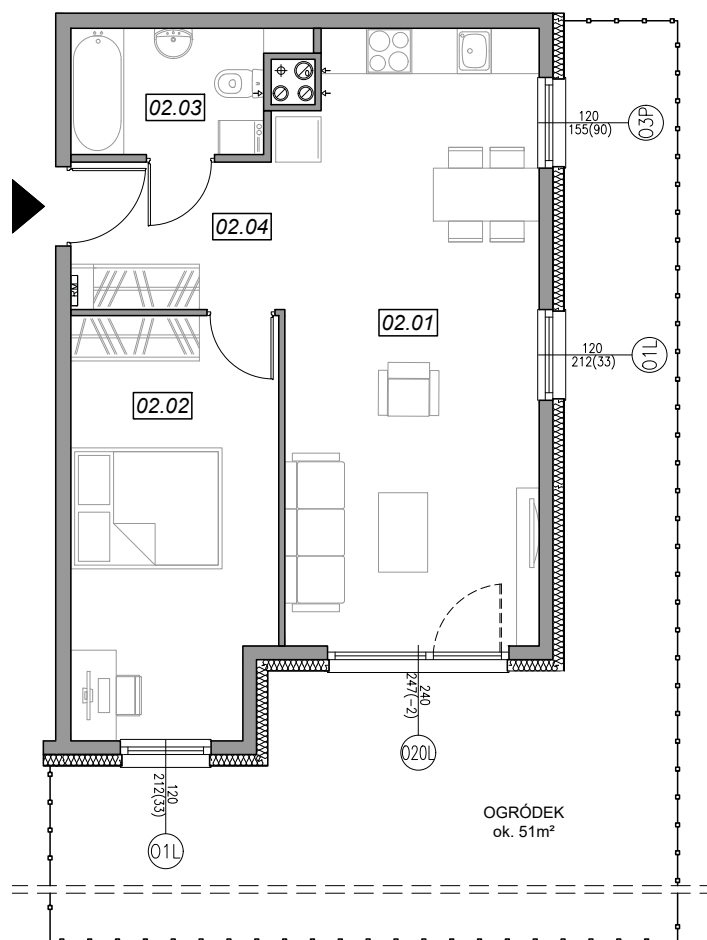 02.03
120
155(90)
03P
02.04
RM
02.01
120
212(33)
01L
02.02
240
247(-2)
020L
120
212(33)
01L
OGRÓDEK
ok. 51m²